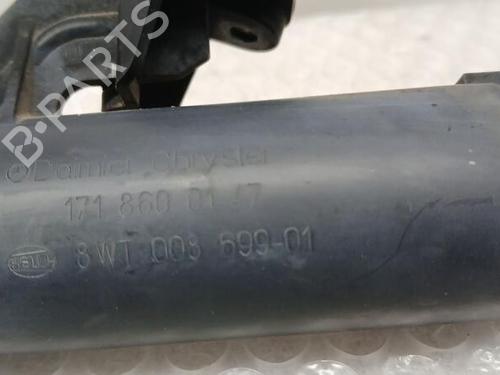 B-PARTS
DaimlerChrysler
171 860 01 47
HELLA
8WT 008 699-01